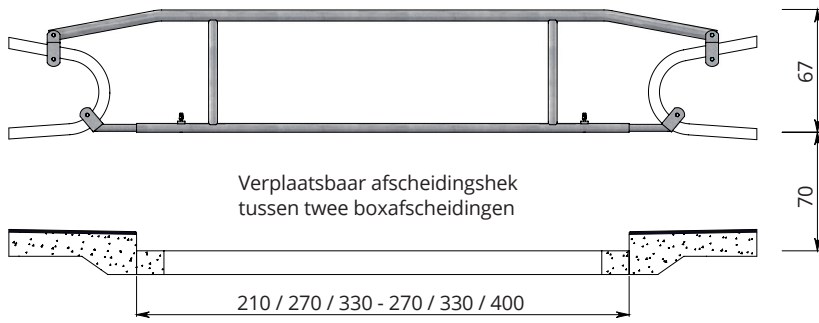 67
Verplaatsbaar afscheidingshek
tussen twee boxafscheidingen
70
210 / 270 / 330 - 270 / 330 / 400